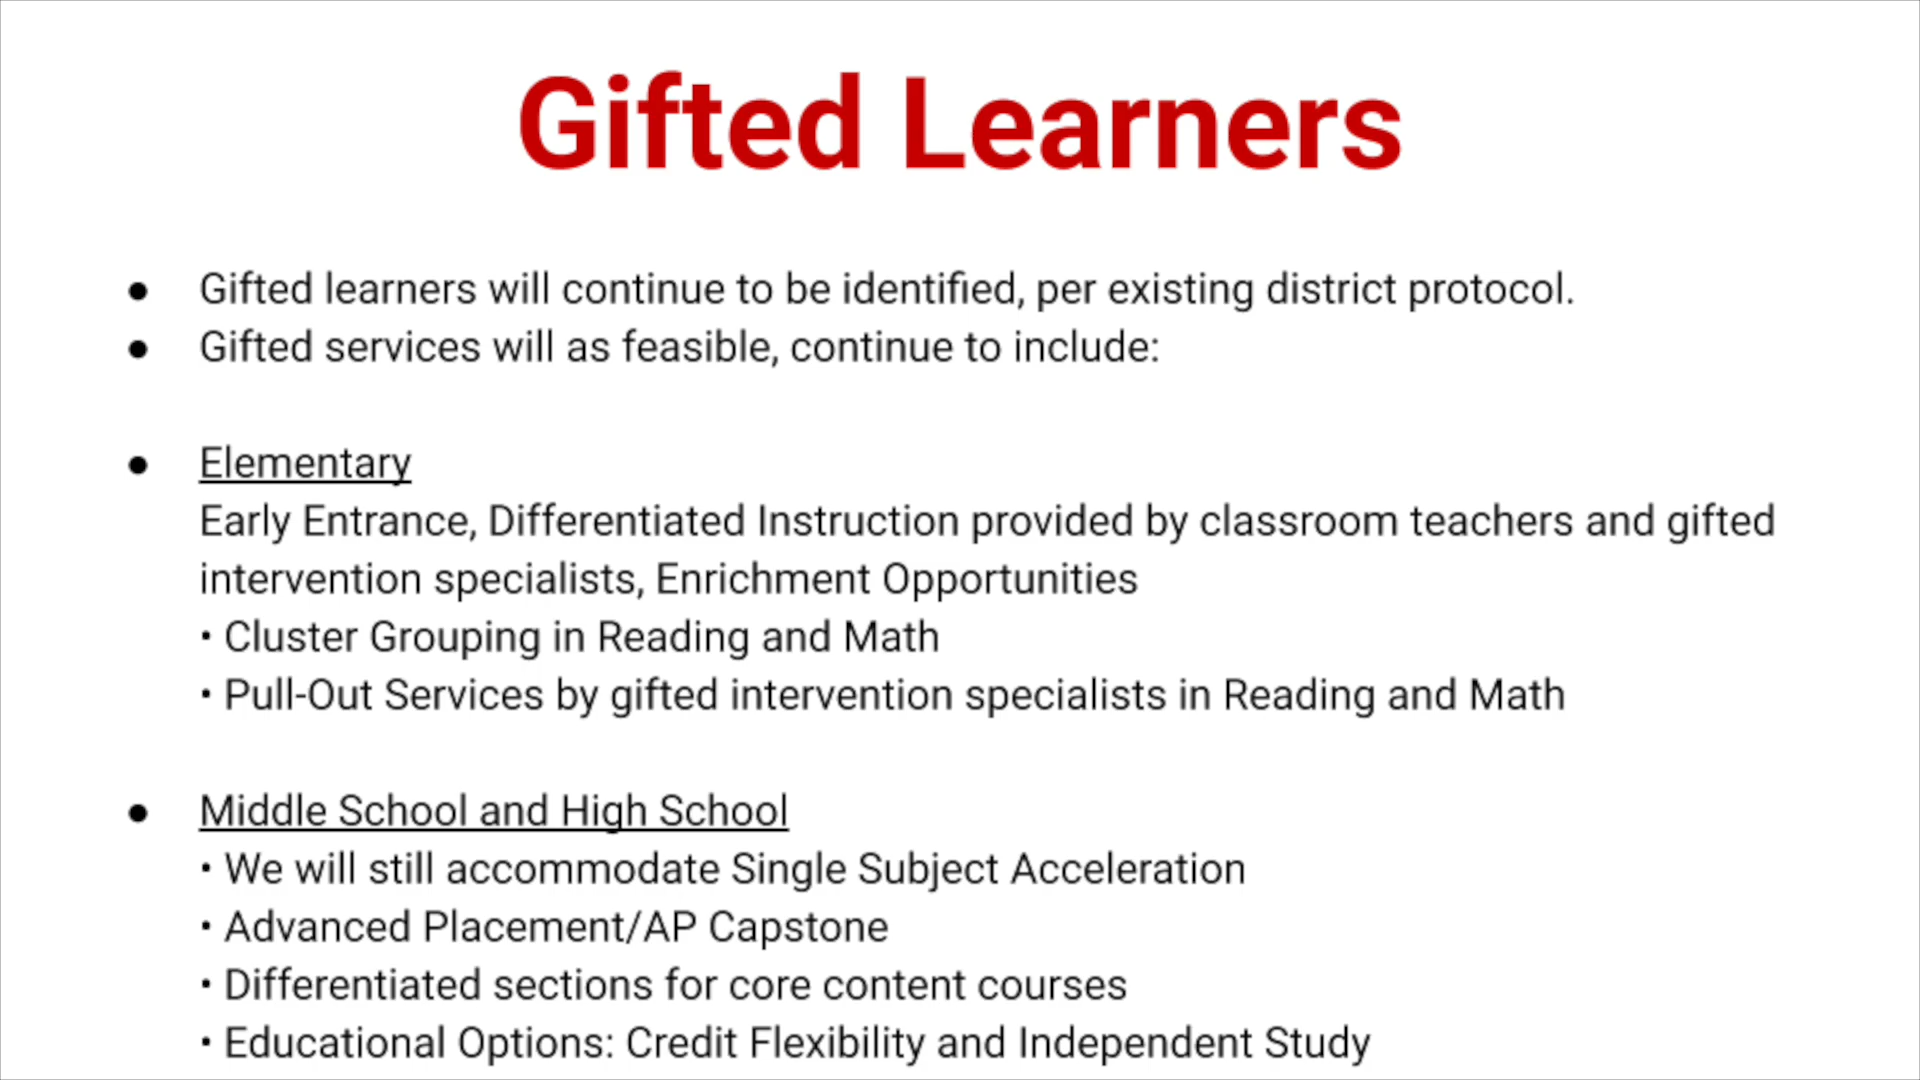 Gifted Learners
● Gifted learners will continue to be identified, per existing district protocol.
● Gifted services will as feasible, continue to include:
● Elementary
Early Entrance, Differentiated Instruction provided by classroom teachers and gifted
intervention specialists, Enrichment Opportunities
• Cluster Grouping in Reading and Math
• Pull-Out Services by gifted intervention specialists in Reading and Math
● Middle School and High School
• We will still accommodate Single Subject Acceleration
• Advanced Placement/AP Capstone
• Differentiated sections for core content courses
• Educational Options: Credit Flexibility and Independent Study